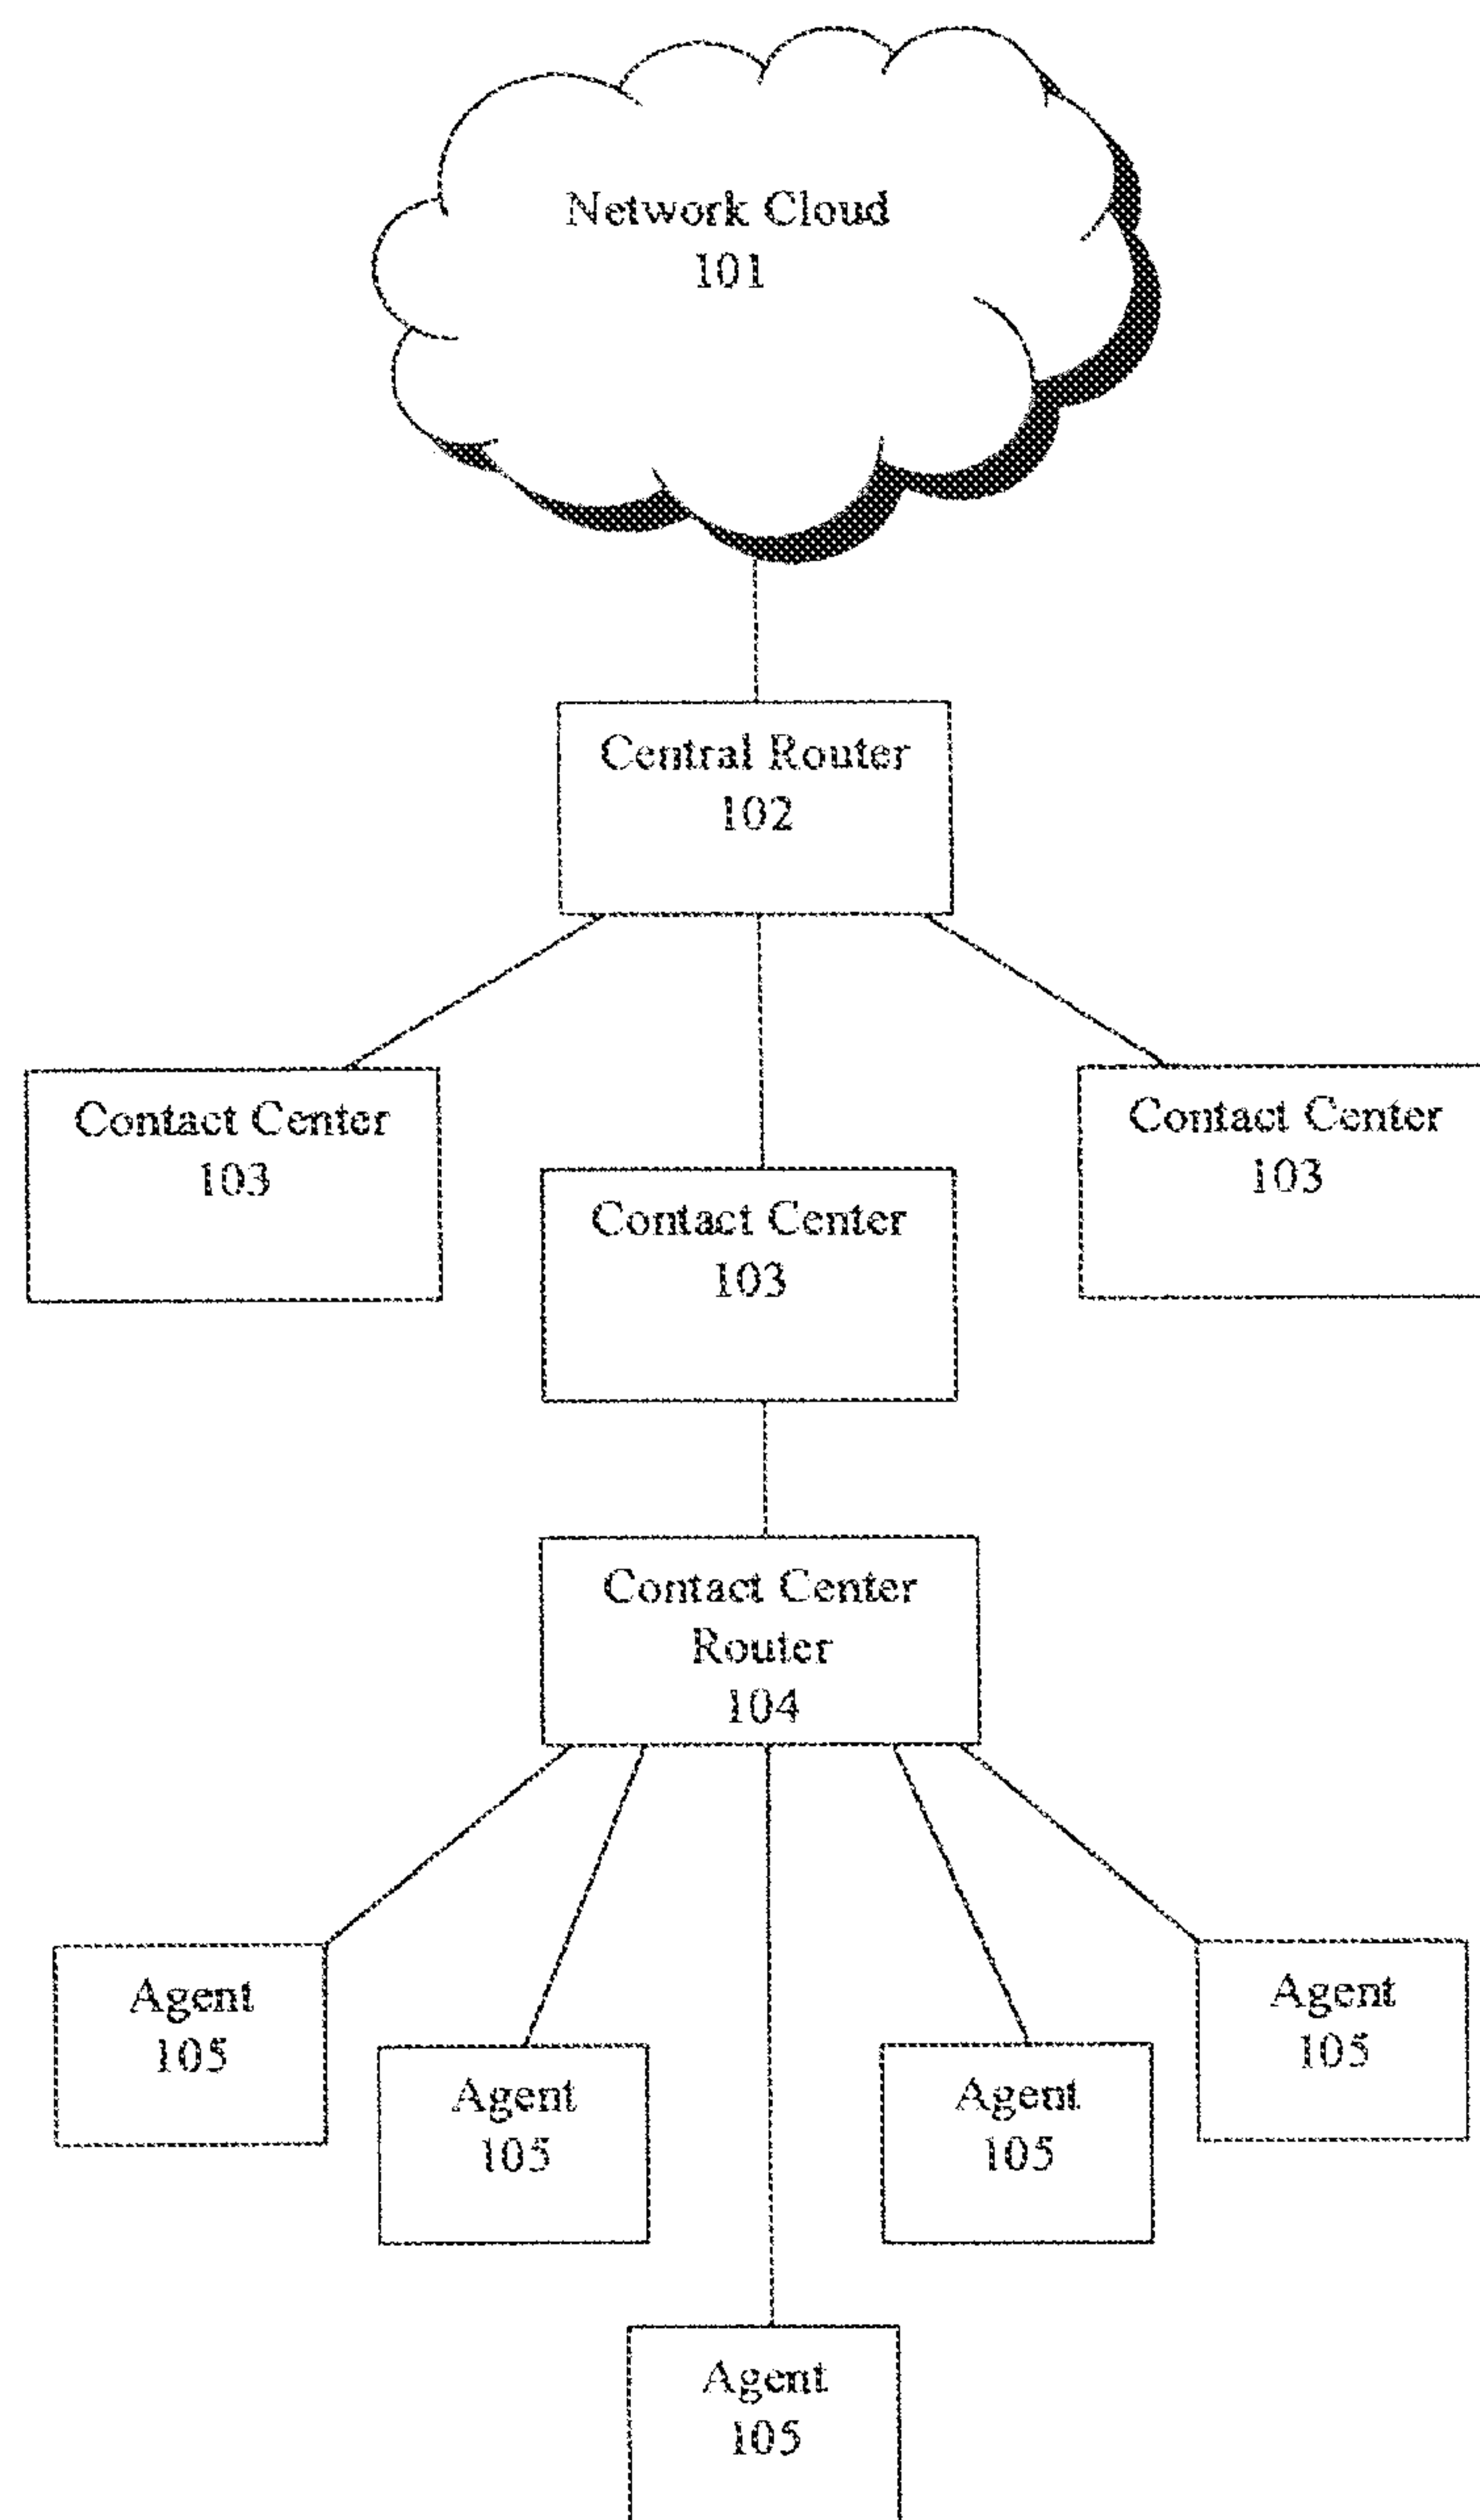 Network Cloud
101
Central Router
102
Contact Center
103
Contact Center
103
Contact Center
103
Contact Center
Router
104
Agent
105
Agent
105
Agent
105
Agent
105
Agent
105